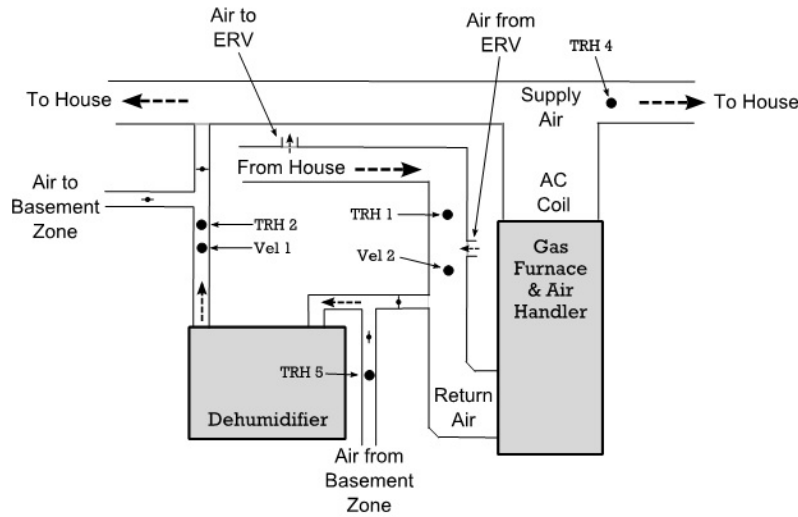 Air to
ERV
Air from
ERV
TRH 4
To House
Supply
Air
To House
From House
Air to
Basement
Zone
TRH 2
Vel 1
TRH 1
Vel 2
AC
Coil
Gas
Furnace
& Air
Handler
TRH 5
Dehumidifier
Return
Air
Air from
Basement
Zone